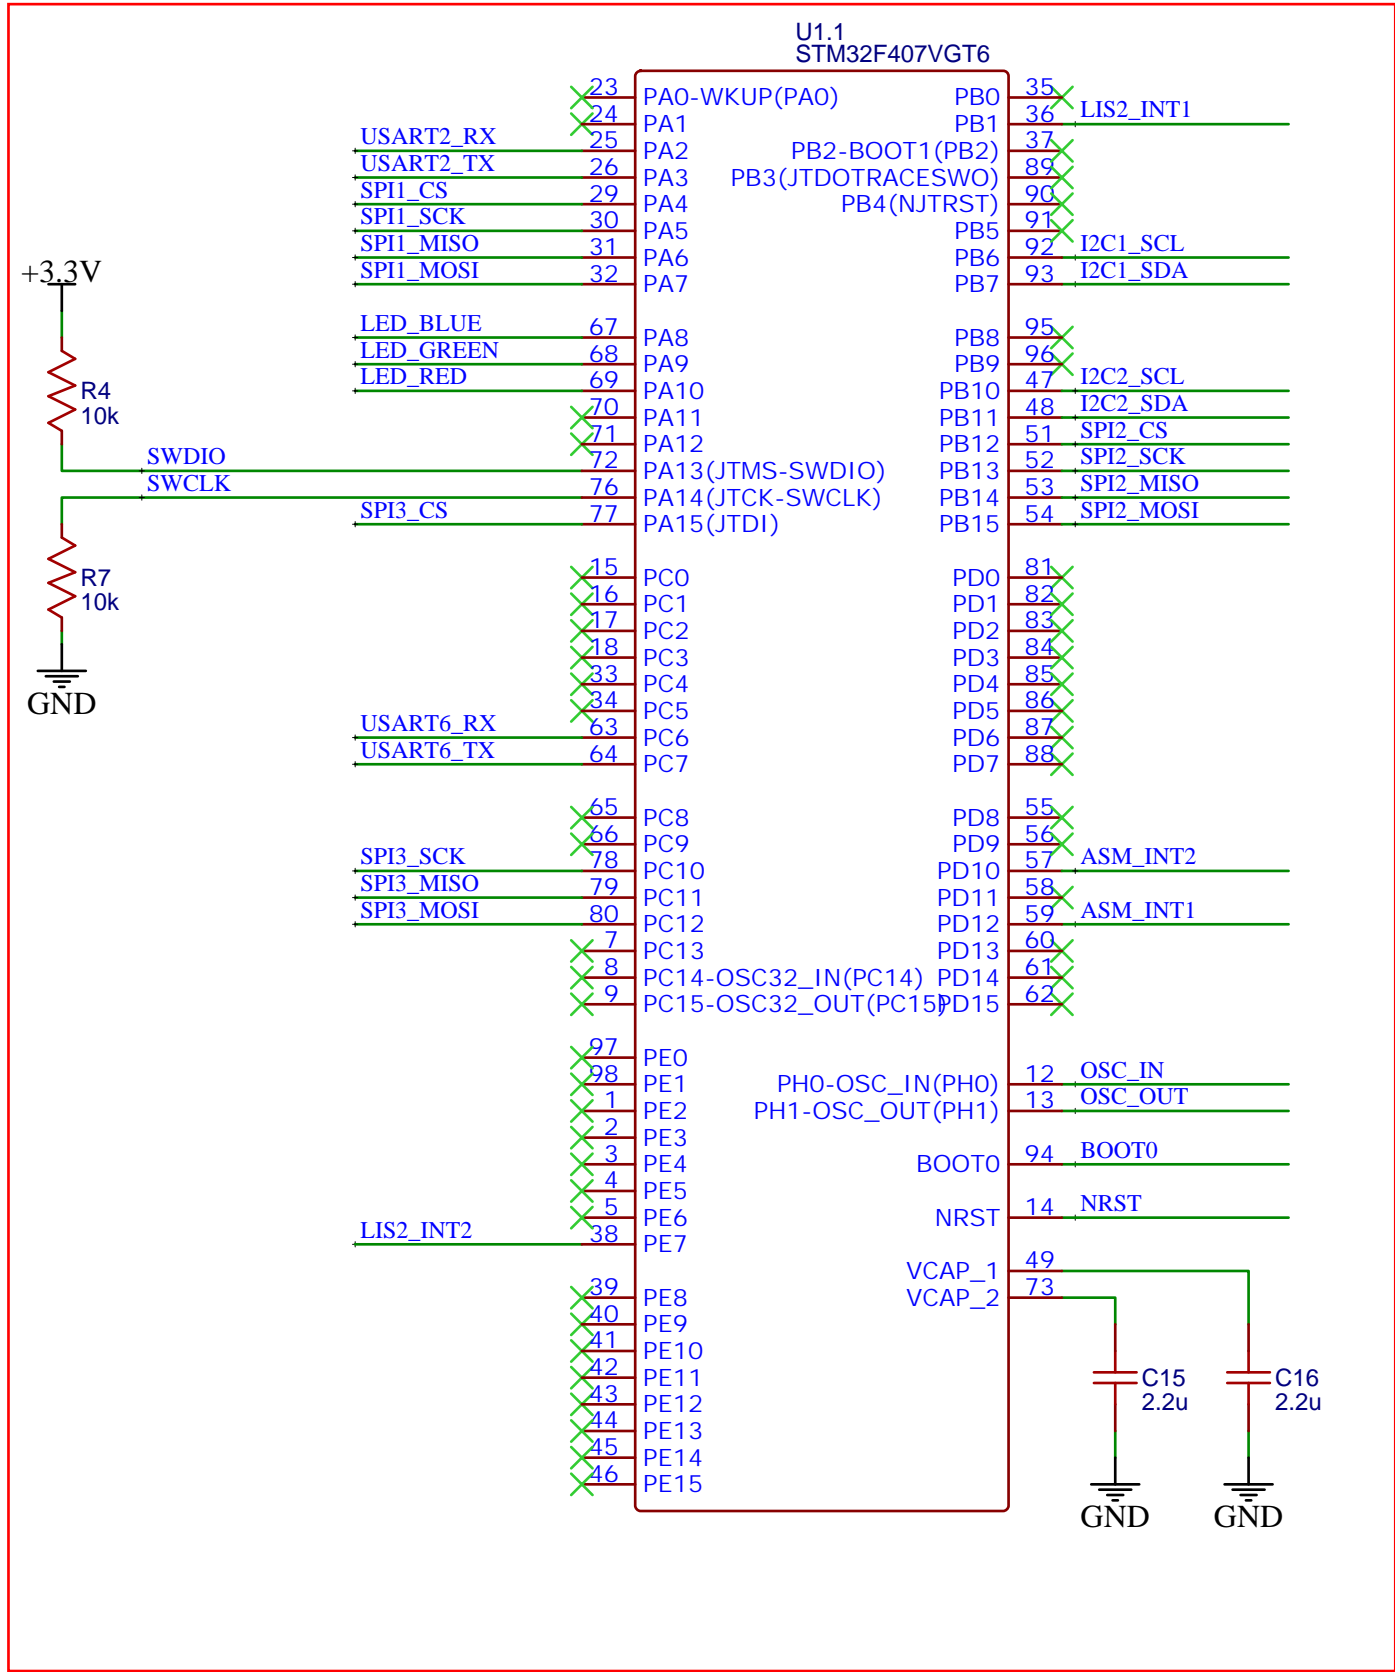 U1.1
STM32F407VGT6
23 PA0-WKUP(PA0) PB0 35
24 PA1 PB1 36 LIS2_INT1
USART2_RX 25 PA2 PB2-BOOT1(PB2) 37
USART2_TX 26 PA3 PB3(JTDOTRACESWO) 89
SPI1_CS 29 PA4 PB4(NJTRST) 90
SPI1_SCK 30 PA5 PB5 91
SPI1_MISO 31 PA6 PB6 92 I2C1_SCL
SPI1_MOSI 32 PA7 PB7 93 I2C1_SDA
+3.3V
LED_BLUE 67 PA8 PB8 95
LED_GREEN 68 PA9 PB9 96
LED_RED 69 PA10 PB10 47 I2C2_SCL
R4
10k
70 PA11 PB11 48 I2C2_SDA
71 PA12 PB12 51 SPI2_CS
SWDIO 72 PA13(JTMS-SWDIO) PB13 52 SPI2_SCK
SWCLK 76 PA14(JTCK-SWCLK) PB14 53 SPI2_MISO
SPI3_CS 77 PA15(JTDI) PB15 54 SPI2_MOSI
R7
10k
GND
15 PC0 PD0 81
16 PC1 PD1 82
17 PC2 PD2 83
18 PC3 PD3 84
33 PC4 PD4 85
34 PC5 PD5 86
USART6_RX 63 PC6 PD6 87
USART6_TX 64 PC7 PD7 88
65 PC8 PD8 55
66 PC9 PD9 56
SPI3_SCK 78 PC10 PD10 57 ASM_INT2
SPI3_MISO 79 PC11 PD11 58
SPI3_MOSI 80 PC12 PD12 59 ASM_INT1
7 PC13 PD13 60
8 PC14-OSC32_IN(PC14) PD14 61
9 PC15-OSC32_OUT(PC15) PD15 62
97 PE0
98 PE1 PH0-OSC_IN(PH0) 12 OSC_IN
1 PE2 PH1-OSC_OUT(PH1) 13 OSC_OUT
2 PE3
3 PE4 BOOT0 94 BOOT0
4 PE5
5 PE6 NRST 14 NRST
LIS2_INT2 38 PE7
VCAP_1 49
39 PE8 VCAP_2 73
40 PE9
41 PE10
42 PE11
43 PE12
44 PE13
45 PE14
46 PE15
C15
2.2u
C16
2.2u
GND
GND